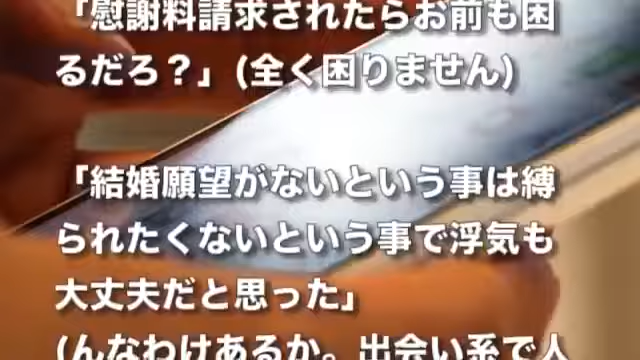 「慰謝料請求されたらお前も困
るだろ？」(全く困りません)
「結婚願望がないという事は縛
られたくないという事で浮気も
大丈夫だと思った」
(んなわけあるか。出会い系で人